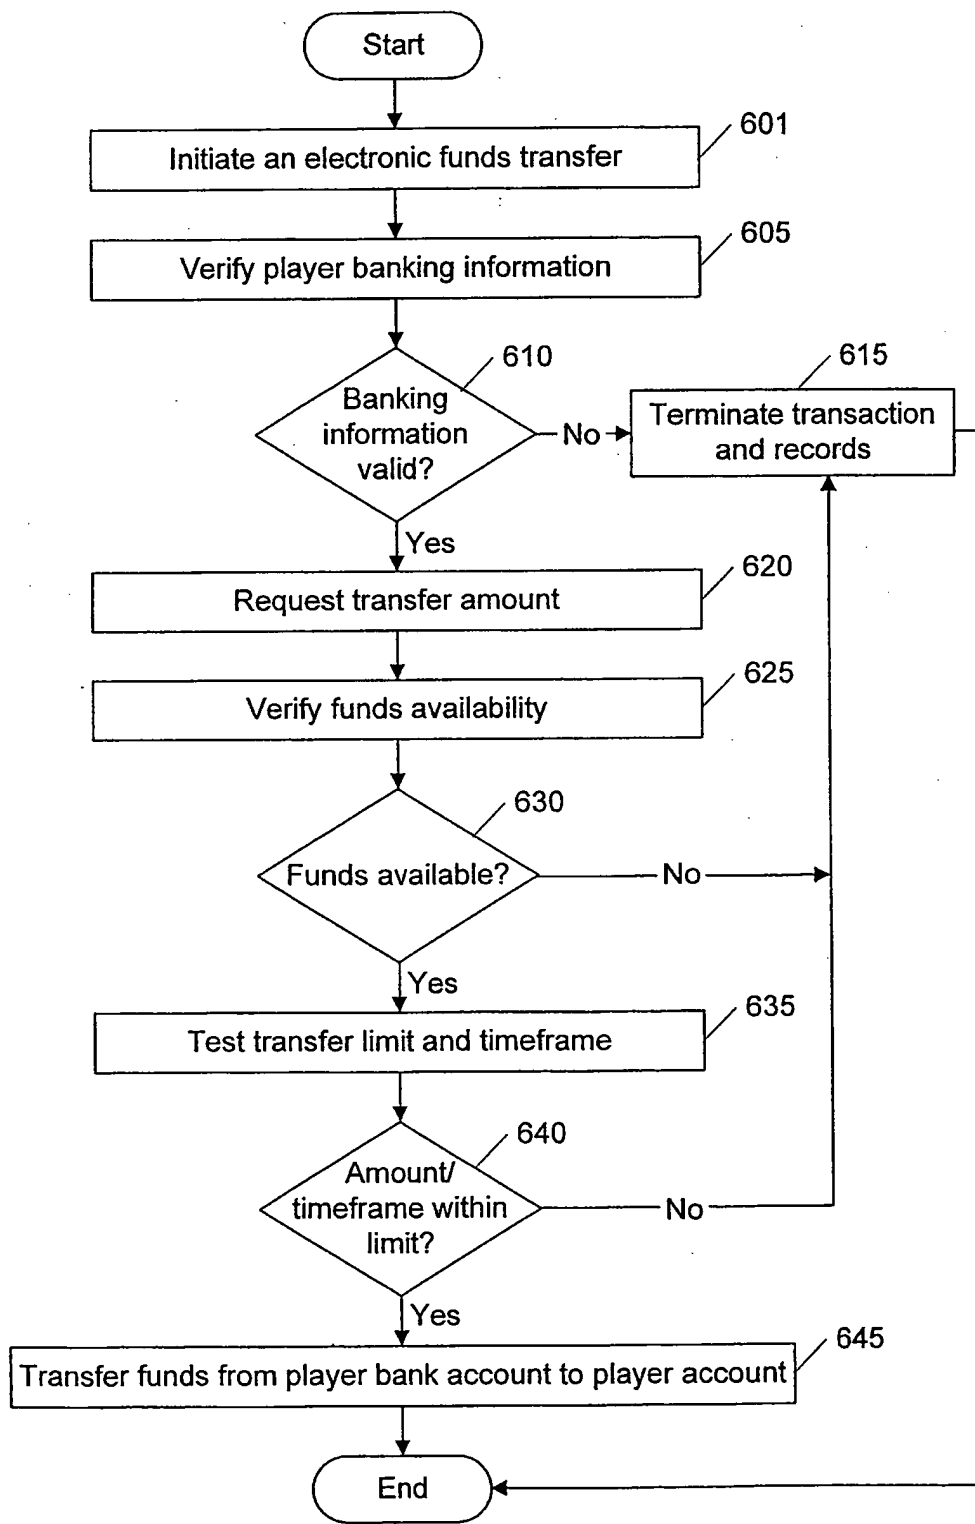 Start
601
Initiate an electronic funds transfer
605
Verify player banking information
610
Banking
information
valid?
No
615
Terminate transaction
and records
Yes
620
Request transfer amount
625
Verify funds availability
630
Funds available?
No
Yes
635
Test transfer limit and timeframe
640
Amount/
timeframe within
limit?
No
Yes
645
Transfer funds from player bank account to player account
End